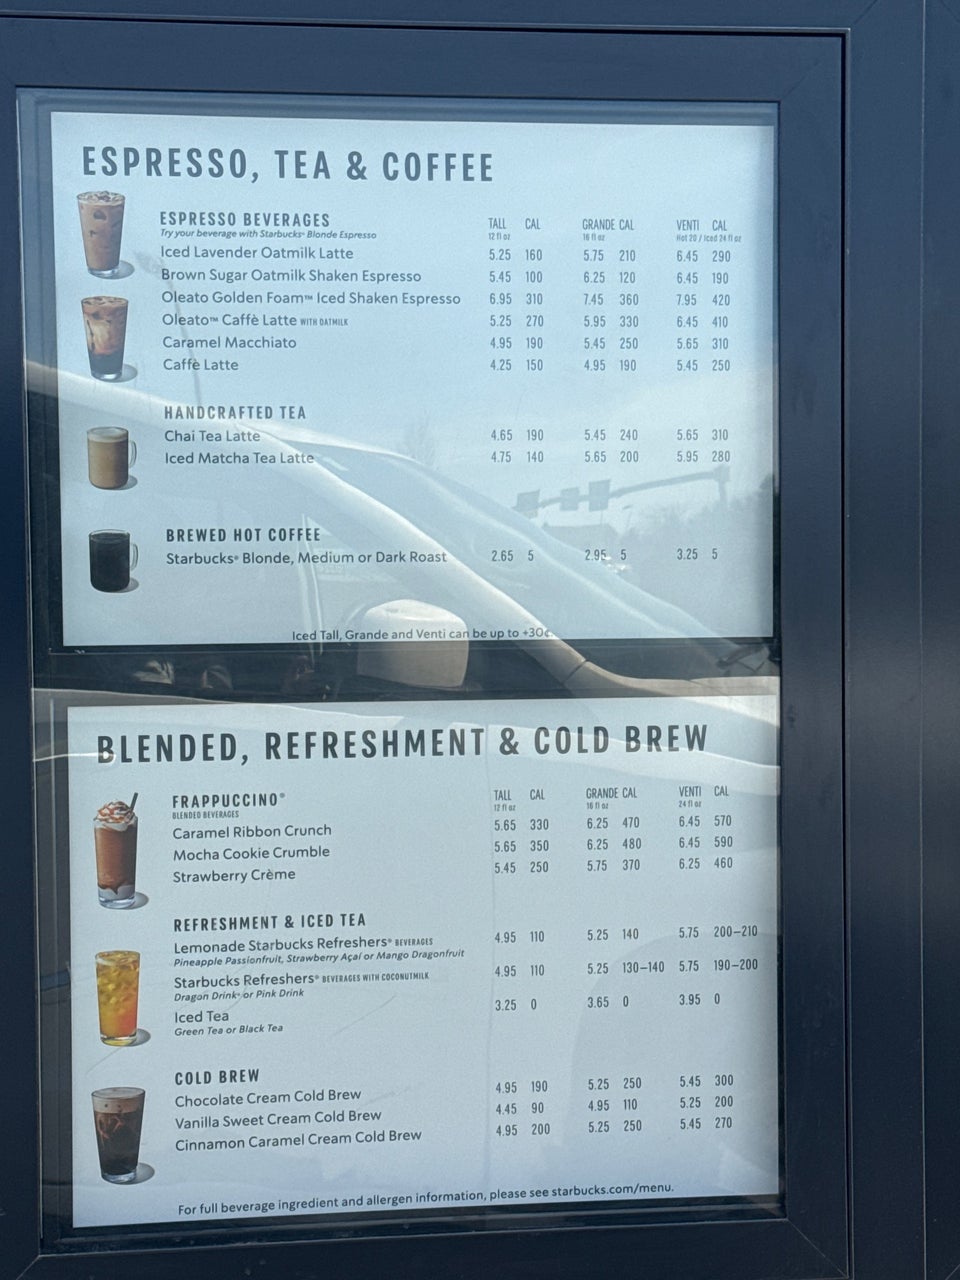 ESPRESSO, TEA & COFFEE
ESPRESSO BEVERAGES TALL CAL GRANDE CAL VENTI CAL
Try your beverage with Starbucks® Blonde Espresso 12 fl oz 16 fl oz Hot 20 / Iced 24 fl oz
Iced Lavender Oatmilk Latte 5.25 160 5.75 210 6.45 290
Brown Sugar Oatmilk Shaken Espresso 5.45 100 6.25 120 6.45 190
Oleato Golden Foam™ Iced Shaken Espresso 6.95 310 7.45 360 7.95 420
Oleato™ Caffè Latte WITH OATMILK 5.25 270 5.95 330 6.45 410
Caramel Macchiato 4.95 190 5.45 250 5.65 310
Caffè Latte 4.25 150 4.95 190 5.45 250
HANDCRAFTED TEA
Chai Tea Latte 4.65 190 5.45 240 5.65 310
Iced Matcha Tea Latte 4.75 140 5.65 200 5.95 280
BREWED HOT COFFEE
Starbucks® Blonde, Medium or Dark Roast 2.65 5 2.95 5 3.25 5
Iced Tall, Grande and Venti can be up to +30¢.
BLENDED, REFRESHMENT & COLD BREW
FRAPPUCCINO® TALL CAL GRANDE CAL VENTI CAL
BLENDED BEVERAGES 12 fl oz 16 fl oz 24 fl oz
Caramel Ribbon Crunch 5.65 330 6.25 470 6.45 570
Mocha Cookie Crumble 5.65 350 6.25 480 6.45 590
Strawberry Crème 5.45 250 5.75 370 6.25 460
REFRESHMENT & ICED TEA
Lemonade Starbucks Refreshers® BEVERAGES 4.95 110 5.25 140 5.75 200–210
Pineapple Passionfruit, Strawberry Açaí or Mango Dragonfruit
Starbucks Refreshers® BEVERAGES WITH COCONUTMILK 4.95 110 5.25 130–140 5.75 190–200
Dragon Drink® or Pink Drink
Iced Tea 3.25 0 3.65 0 3.95 0
Green Tea or Black Tea
COLD BREW
Chocolate Cream Cold Brew 4.95 190 5.25 250 5.45 300
Vanilla Sweet Cream Cold Brew 4.45 90 4.95 110 5.25 200
Cinnamon Caramel Cream Cold Brew 4.95 200 5.25 250 5.45 270
For full beverage ingredient and allergen information, please see starbucks.com/menu.